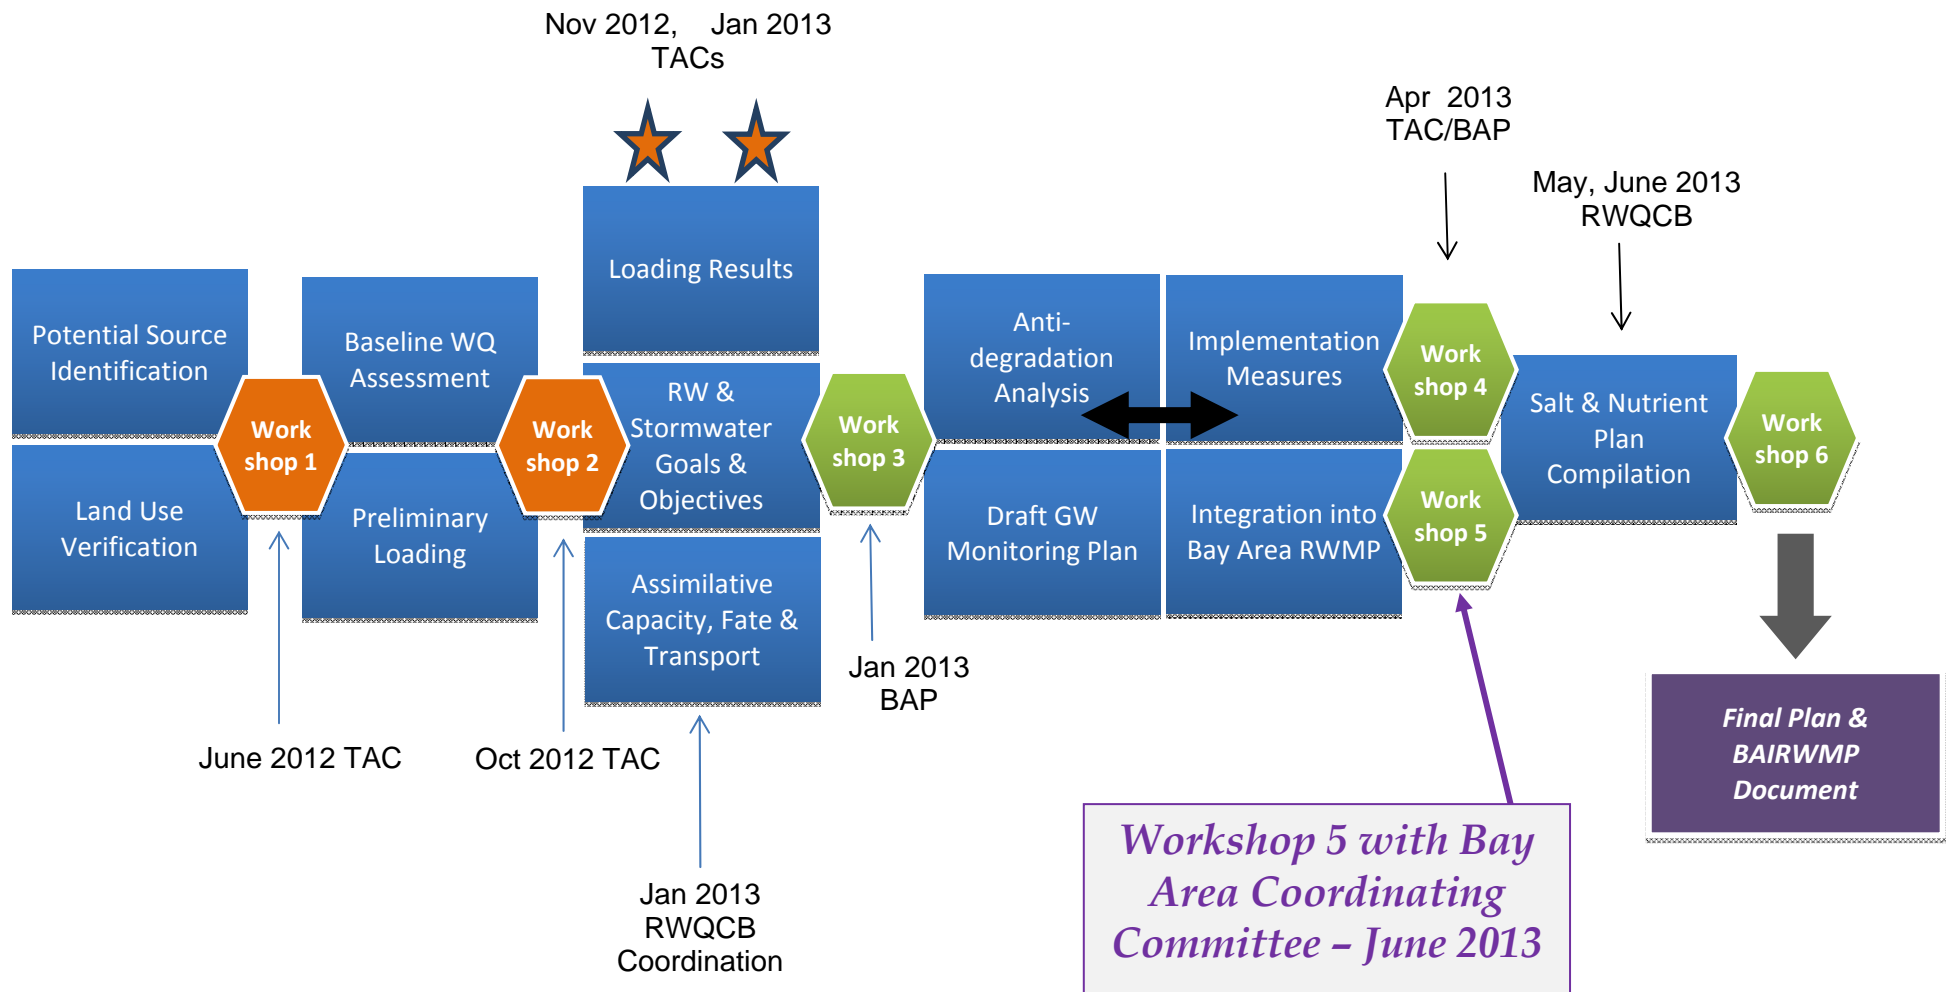 Nov 2012, Jan 2013
TACs
Apr 2013
TAC/BAP
May, June 2013
RWQCB
Potential Source
Identification
Land Use
Verification
Work
shop 1
June 2012 TAC
Baseline WQ
Assessment
Preliminary
Loading
Work
shop 2
Oct 2012 TAC
Loading Results
RW &
Stormwater
Goals &
Objectives
Assimilative
Capacity, Fate &
Transport
Jan 2013
RWQCB
Coordination
Work
shop 3
Jan 2013
BAP
Anti-
degradation
Analysis
Draft GW
Monitoring Plan
Implementation
Measures
Integration into
Bay Area RWMP
Work
shop 4
Work
shop 5
Workshop 5 with Bay
Area Coordinating
Committee – June 2013
Salt & Nutrient
Plan
Compilation
Work
shop 6
Final Plan &
BAIRWMP
Document